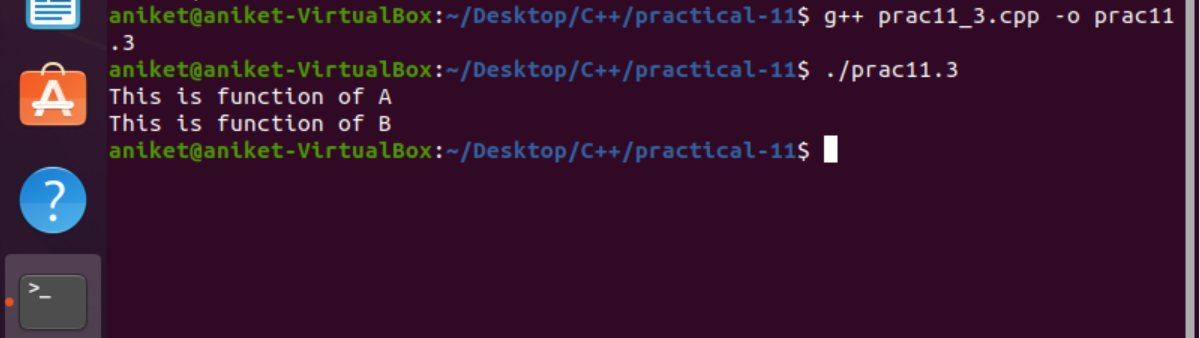 aniket@aniket-VirtualBox:~/Desktop/C++/practical-11$ g++ prac11_3.cpp -o prac11
.3
aniket@aniket-VirtualBox:~/Desktop/C++/practical-11$ ./prac11.3
This is function of A
This is function of B
aniket@aniket-VirtualBox:~/Desktop/C++/practical-11$